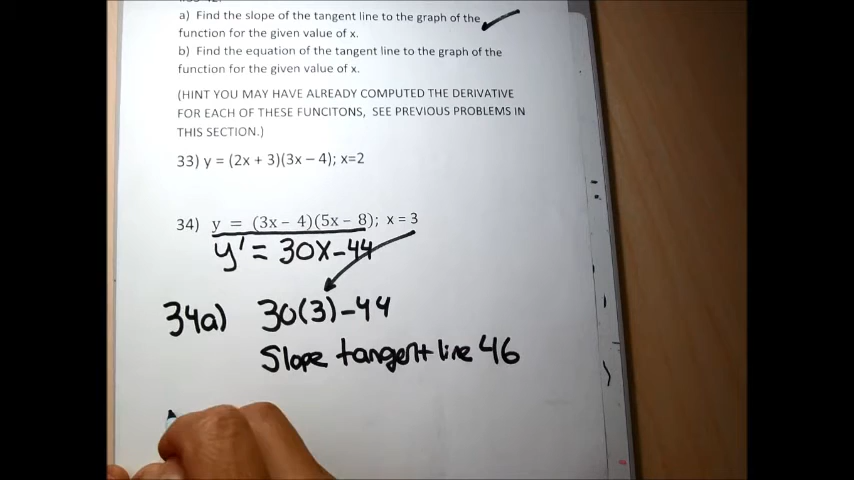 a) Find the slope of the tangent line to the graph of the
function for the given value of x.
b) Find the equation of the tangent line to the graph of the
function for the given value of x.
(HINT YOU MAY HAVE ALREADY COMPUTED THE DERIVATIVE
FOR EACH OF THESE FUNCITONS, SEE PREVIOUS PROBLEMS IN
THIS SECTION.)
33) y = (2x + 3)(3x – 4); x=2
34) y = (3x – 4)(5x – 8); x = 3
y' = 30x-44
34a) 30(3)-44
Slope tangent line 46